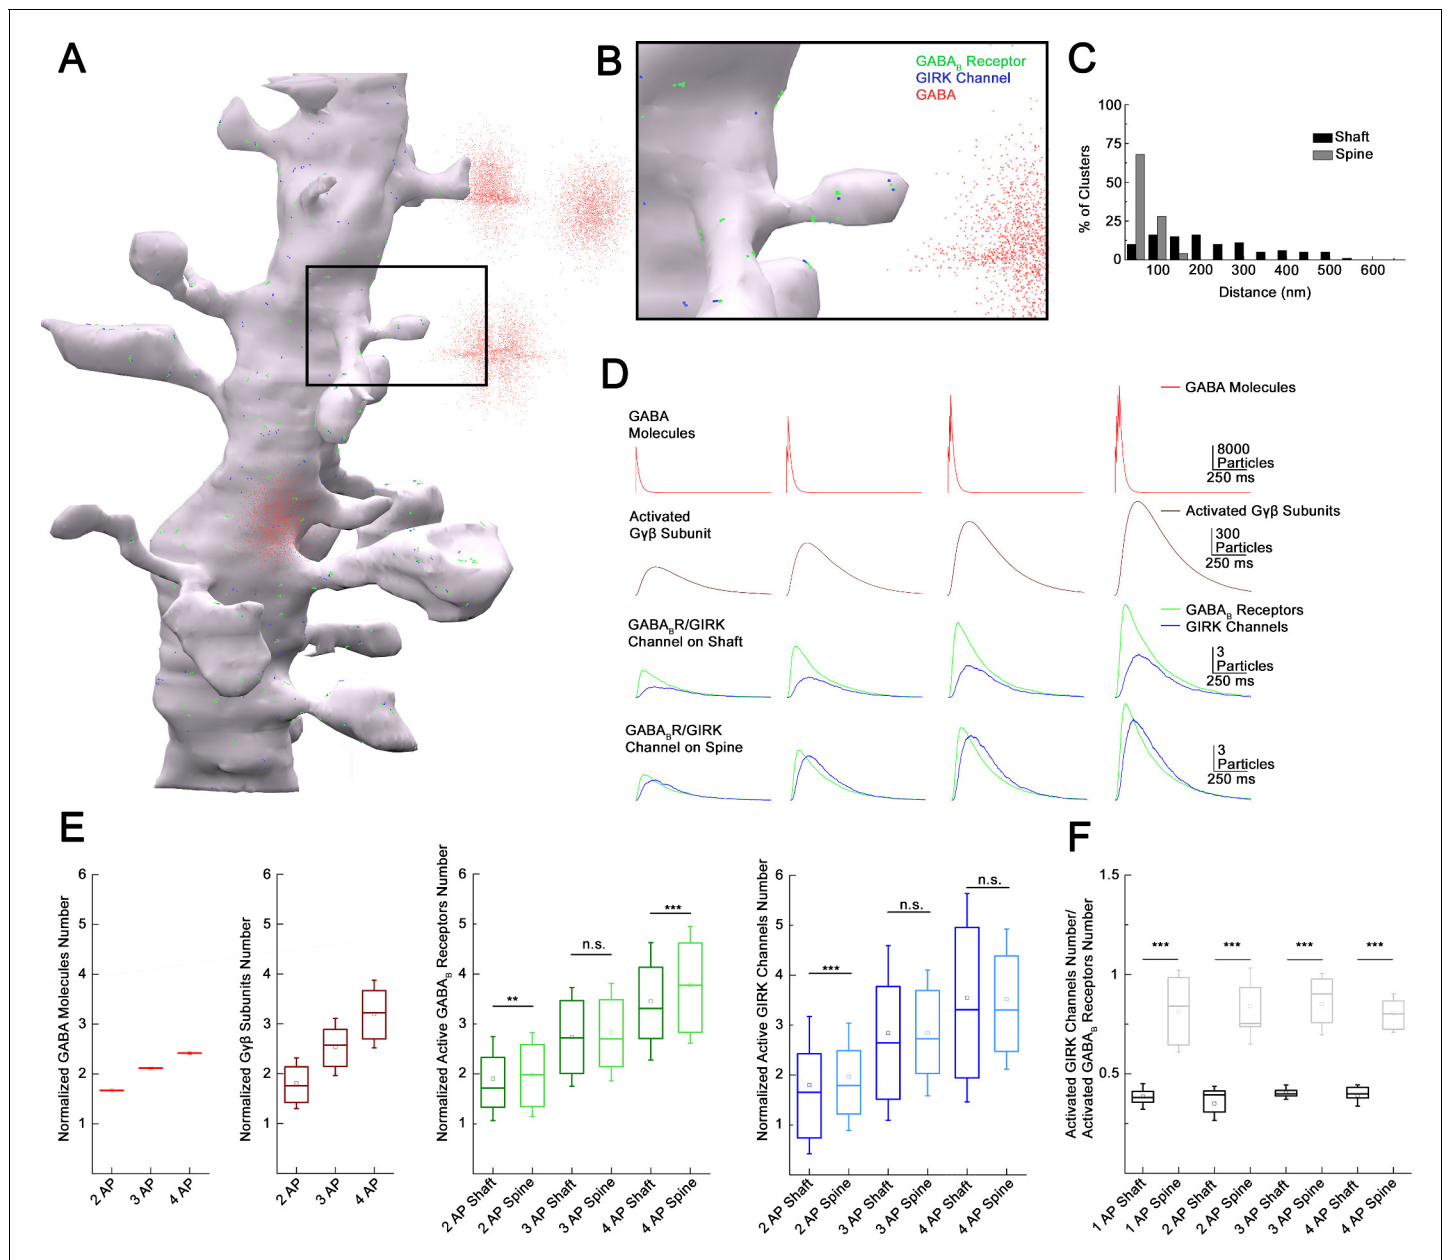 A
B
GABAB Receptor
GIRK Channel
GABA
C
% of Clusters
100
75
50
25
0
Shaft
Spine
100 200 300 400 500 600
Distance (nm)
D
GABA
Molecules
GABA Molecules
8000
Particles
250 ms
Activated
Gγβ Subunit
Activated Gγβ Subunits
300
Particles
250 ms
GABABR/GIRK
Channel on Shaft
GABAB Receptors
GIRK Channels
3
Particles
250 ms
GABABR/GIRK
Channel on Spine
3
Particles
250 ms
E
Normalized GABA Molecules Number
6
5
4
3
2
1
2 AP 3 AP 4 AP
Normalized Gγβ Subunits Number
6
5
4
3
2
1
2 AP 3 AP 4 AP
Normalized Active GABAB Receptors Number
6
5
4
3
2
1
** n.s. ***
2 AP Shaft 2 AP Spine 3 AP Shaft 3 AP Spine 4 AP Shaft 4 AP Spine
Normalized Active GIRK Channels Number
6
5
4
3
2
1
*** n.s. n.s.
2 AP Shaft 2 AP Spine 3 AP Shaft 3 AP Spine 4 AP Shaft 4 AP Spine
F
Activated GIRK Channels Number/
Activated GABAB Receptors Number
1.5
1
0.5
*** *** *** ***
1 AP Shaft 1 AP Spine 2 AP Shaft 2 AP Spine 3 AP Shaft 3 AP Spine 4 AP Shaft 4 AP Spine